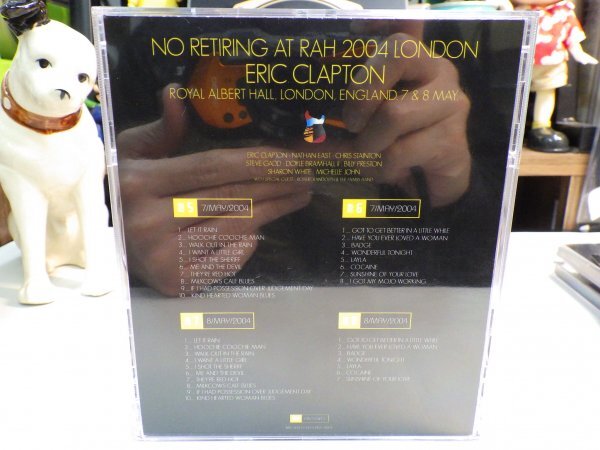 NO RETIRING AT RAH 2004 LONDON
ERIC CLAPTON
ROYAL ALBERT HALL, LONDON, ENGLAND 7 & 8 MAY,
ERIC CLAPTON · NATHAN EAST · CHRIS STAINTON
STEVE GADD · DOYLE BRAMHALL II · BILLY PRESTON
SHARON WHITE · MICHELLE JOHN
7/MAY/2004
1... LET IT RAIN
2... HOOCHIE COOCHIE MAN
3... WALK OUT IN THE RAIN
4... I WANT A LITTLE GIRL
5... I SHOT THE SHERIFF
6... ME AND THE DEVIL
7... THEY'RE RED HOT
8... MILKCOWS CALF BLUES
9... IF I HAD POSSESSION OVER JUDGEMENT DAY
10... KIND HEARTED WOMAN BLUES
7/MAY/2004
1... GOT TO GET BETTER IN A LITTLE WHILE
2... HAVE YOU EVER LOVED A WOMAN
3... BADGE
4... WONDERFUL TONIGHT
5... LAYLA
6... COCAINE
7... SUNSHINE OF YOUR LOVE
8... I GOT MY MOJO WORKING
8/MAY/2004
1... LET IT RAIN
2... HOOCHIE COOCHIE MAN
3... WALK OUT IN THE RAIN
4... I WANT A LITTLE GIRL
5... I SHOT THE SHERIFF
6... ME AND THE DEVIL
7... THEY'RE RED HOT
8... MILKCOWS CALF BLUES
9... IF I HAD POSSESSION OVER JUDGEMENT DAY
10... KING HEARTED WOMAN BLUES
8/MAY/2004
1... GOT TO GET BETTER IN A LITTLE WHILE
2... HAVE YOU EVER LOVED A WOMAN
3... BADGE
4... WONDERFUL TONIGHT
5... LAYLA
6... COCAINE
7... SUNSHINE OF YOUR LOVE